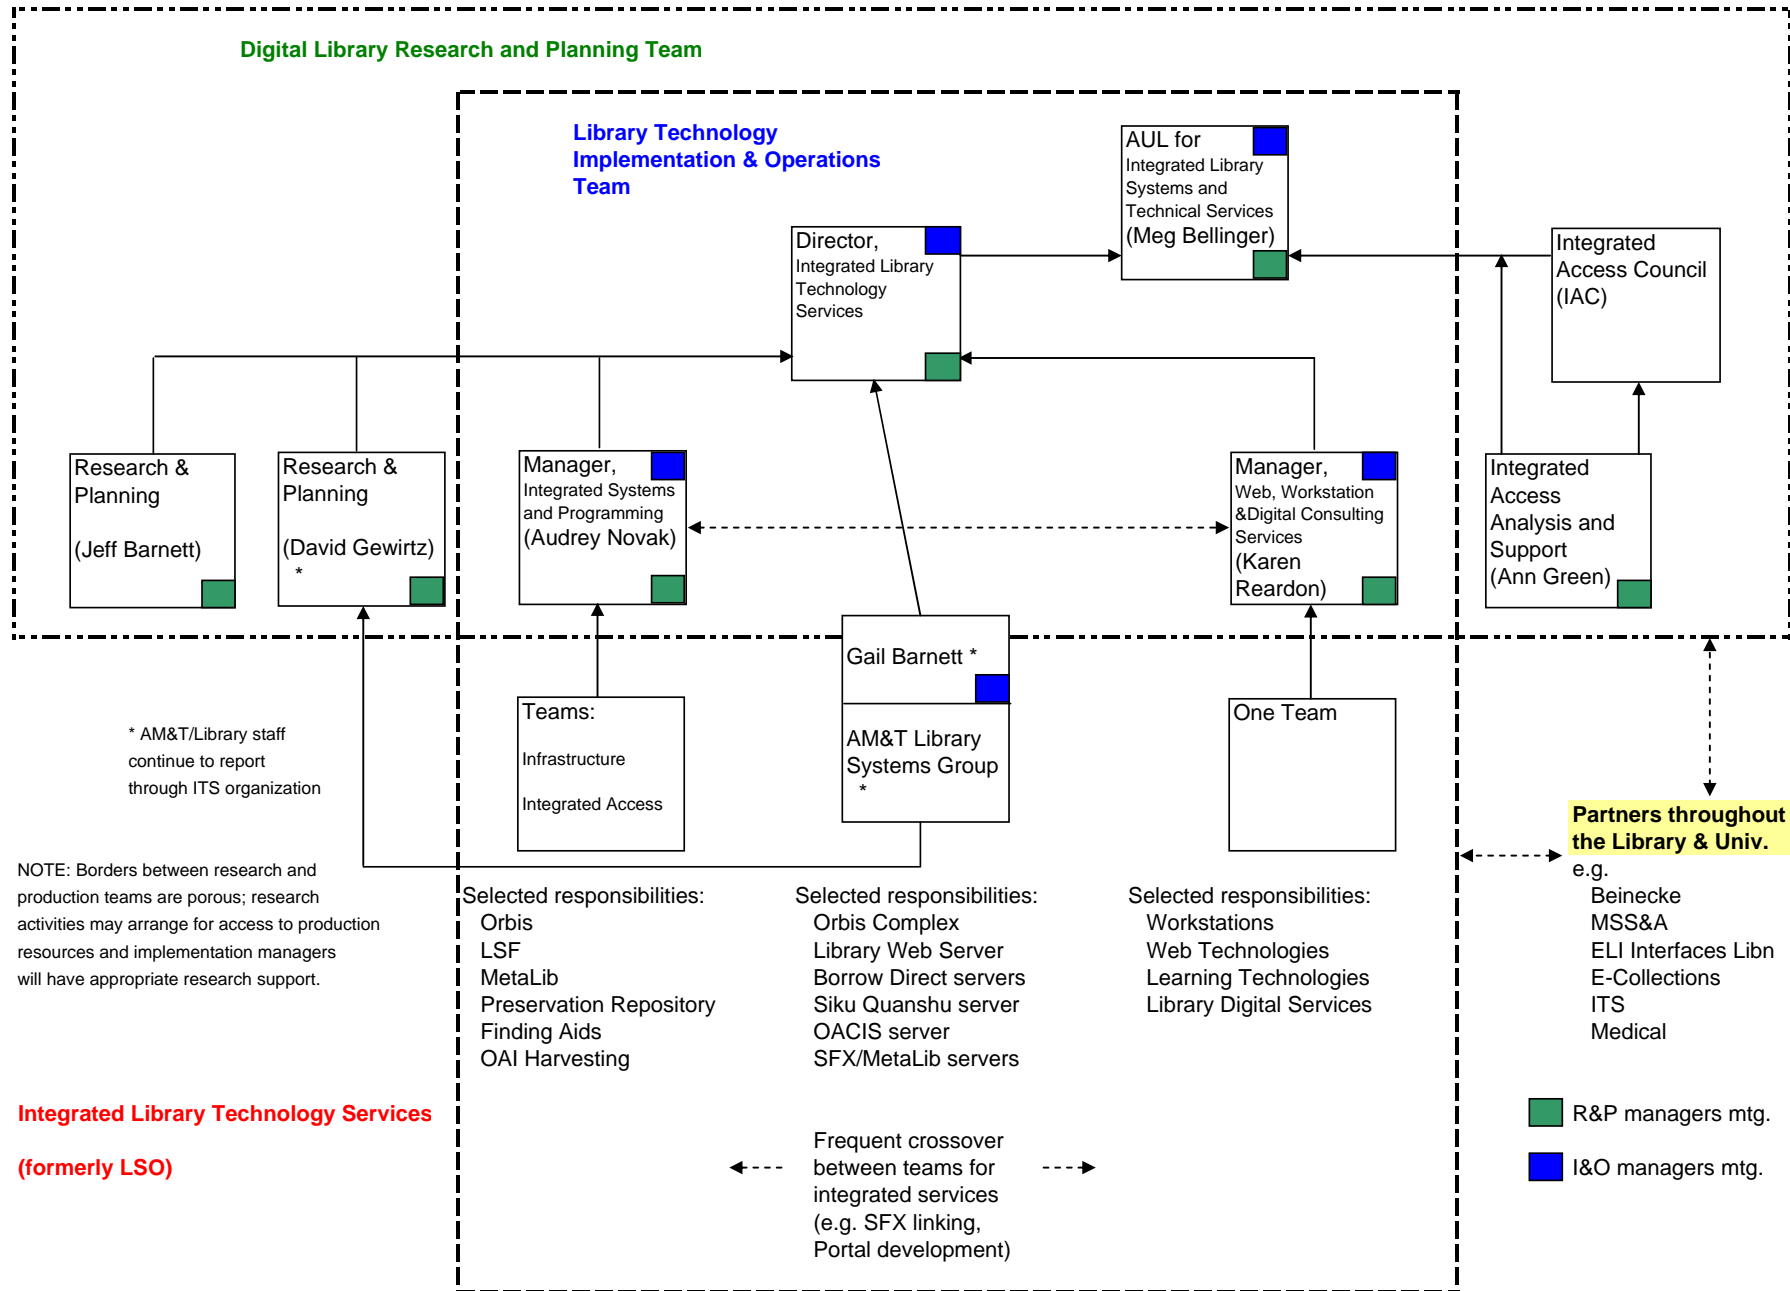 Digital Library Research and Planning Team
Library Technology
Implementation & Operations
Team
AUL for
Integrated Library
Systems and
Technical Services
(Meg Bellinger)
Director,
Integrated Library
Technology
Services
Integrated
Access Council
(IAC)
Research &
Planning
(Jeff Barnett)
Research &
Planning
(David Gewirtz)
*
Manager,
Integrated Systems
and Programming
(Audrey Novak)
Manager,
Web, Workstation
&Digital Consulting
Services
(Karen
Reardon)
Integrated
Access
Analysis and
Support
(Ann Green)
Gail Barnett *
AM&T Library
Systems Group
*
Teams:
Infrastructure
Integrated Access
One Team
* AM&T/Library staff
continue to report
through ITS organization
NOTE: Borders between research and
production teams are porous; research
activities may arrange for access to production
resources and implementation managers
will have appropriate research support.
Selected responsibilities:
Orbis
LSF
MetaLib
Preservation Repository
Finding Aids
OAI Harvesting
Selected responsibilities:
Orbis Complex
Library Web Server
Borrow Direct servers
Siku Quanshu server
OACIS server
SFX/MetaLib servers
Selected responsibilities:
Workstations
Web Technologies
Learning Technologies
Library Digital Services
Partners throughout
the Library & Univ.
e.g.
Beinecke
MSS&A
ELI Interfaces Libn
E-Collections
ITS
Medical
Integrated Library Technology Services
(formerly LSO)
Frequent crossover
between teams for
integrated services
(e.g. SFX linking,
Portal development)
R&P managers mtg.
I&O managers mtg.